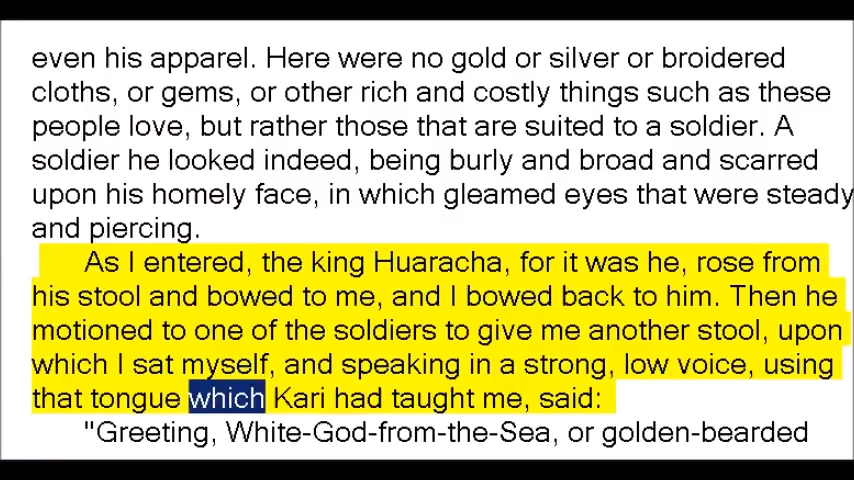 even his apparel. Here were no gold or silver or broidered
cloths, or gems, or other rich and costly things such as these
people love, but rather those that are suited to a soldier. A
soldier he looked indeed, being burly and broad and scarred
upon his homely face, in which gleamed eyes that were steady
and piercing.
As I entered, the king Huaracha, for it was he, rose from
his stool and bowed to me, and I bowed back to him. Then he
motioned to one of the soldiers to give me another stool, upon
which I sat myself, and speaking in a strong, low voice, using
that tongue which Kari had taught me, said:
"Greeting, White-God-from-the-Sea, or golden-bearded